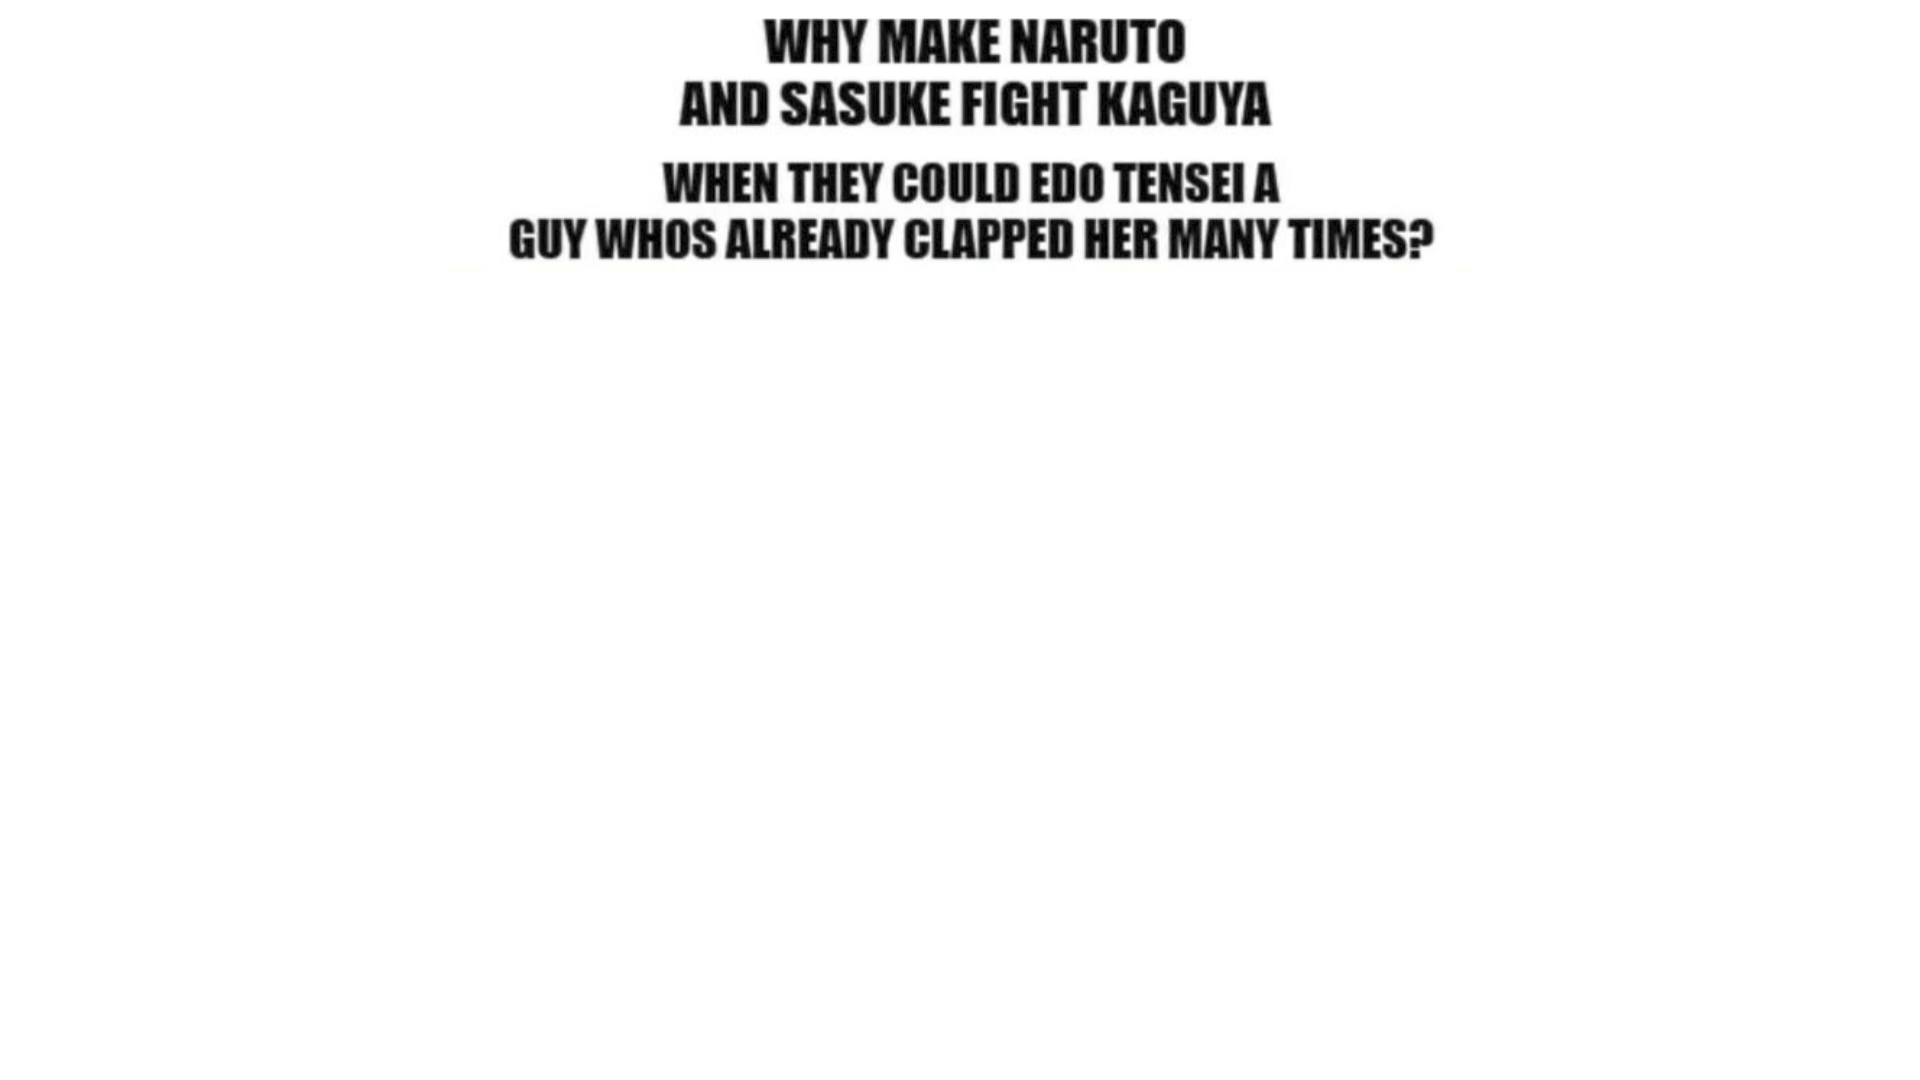 WHY MAKE NARUTO
AND SASUKE FIGHT KAGUYA
WHEN THEY COULD EDO TENSEI A
GUY WHOS ALREADY CLAPPED HER MANY TIMES?